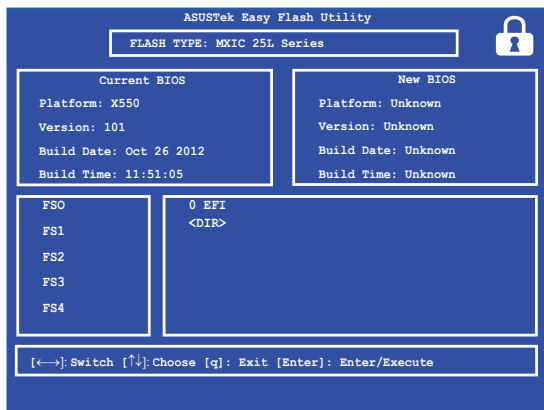 ASUSTek Easy Flash Utility
FLASH TYPE: MXIC 25L Series
Current BIOS
Platform: X550
Version: 101
Build Date: Oct 26 2012
Build Time: 11:51:05
New BIOS
Platform: Unknown
Version: Unknown
Build Date: Unknown
Build Time: Unknown
FSO
FS1
FS2
FS3
FS4
0 EFI
<DIR>
[←→]: Switch [↑↓]: Choose [q]: Exit [Enter]: Enter/Execute